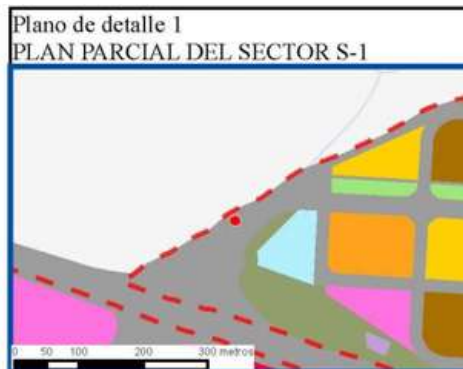 Plano de detalle 1
PLAN PARCIAL DEL SECTOR S-1
0 50 100 200 300 metros